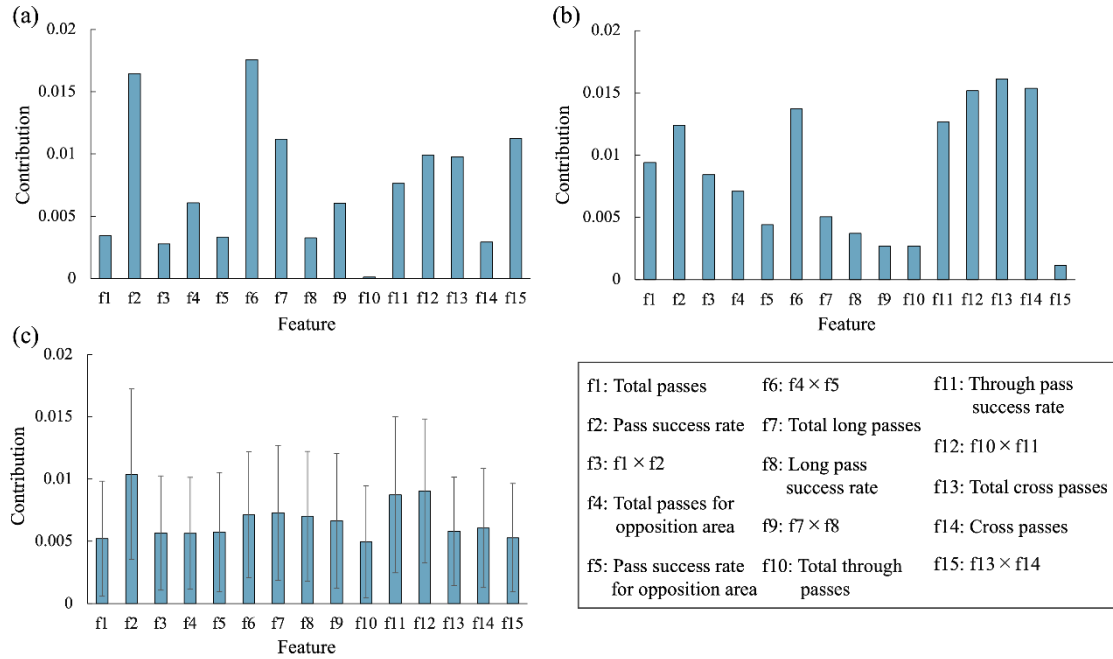 (a)
0.02
0.015
0.01
0.005
0
Contribution
f1 f2 f3 f4 f5 f6 f7 f8 f9 f10 f11 f12 f13 f14 f15
Feature
(b)
0.02
0.015
0.01
0.005
0
Contribution
f1 f2 f3 f4 f5 f6 f7 f8 f9 f10 f11 f12 f13 f14 f15
Feature
(c)
0.02
0.015
0.01
0.005
0
Contribution
f1 f2 f3 f4 f5 f6 f7 f8 f9 f10 f11 f12 f13 f14 f15
Feature
f1: Total passes
f2: Pass success rate
f3: f1 × f2
f4: Total passes for
opposition area
f5: Pass success rate
for opposition area
f6: f4 × f5
f7: Total long passes
f8: Long pass
success rate
f9: f7 × f8
f10: Total through
passes
f11: Through pass
success rate
f12: f10 × f11
f13: Total cross passes
f14: Cross passes
f15: f13 × f14